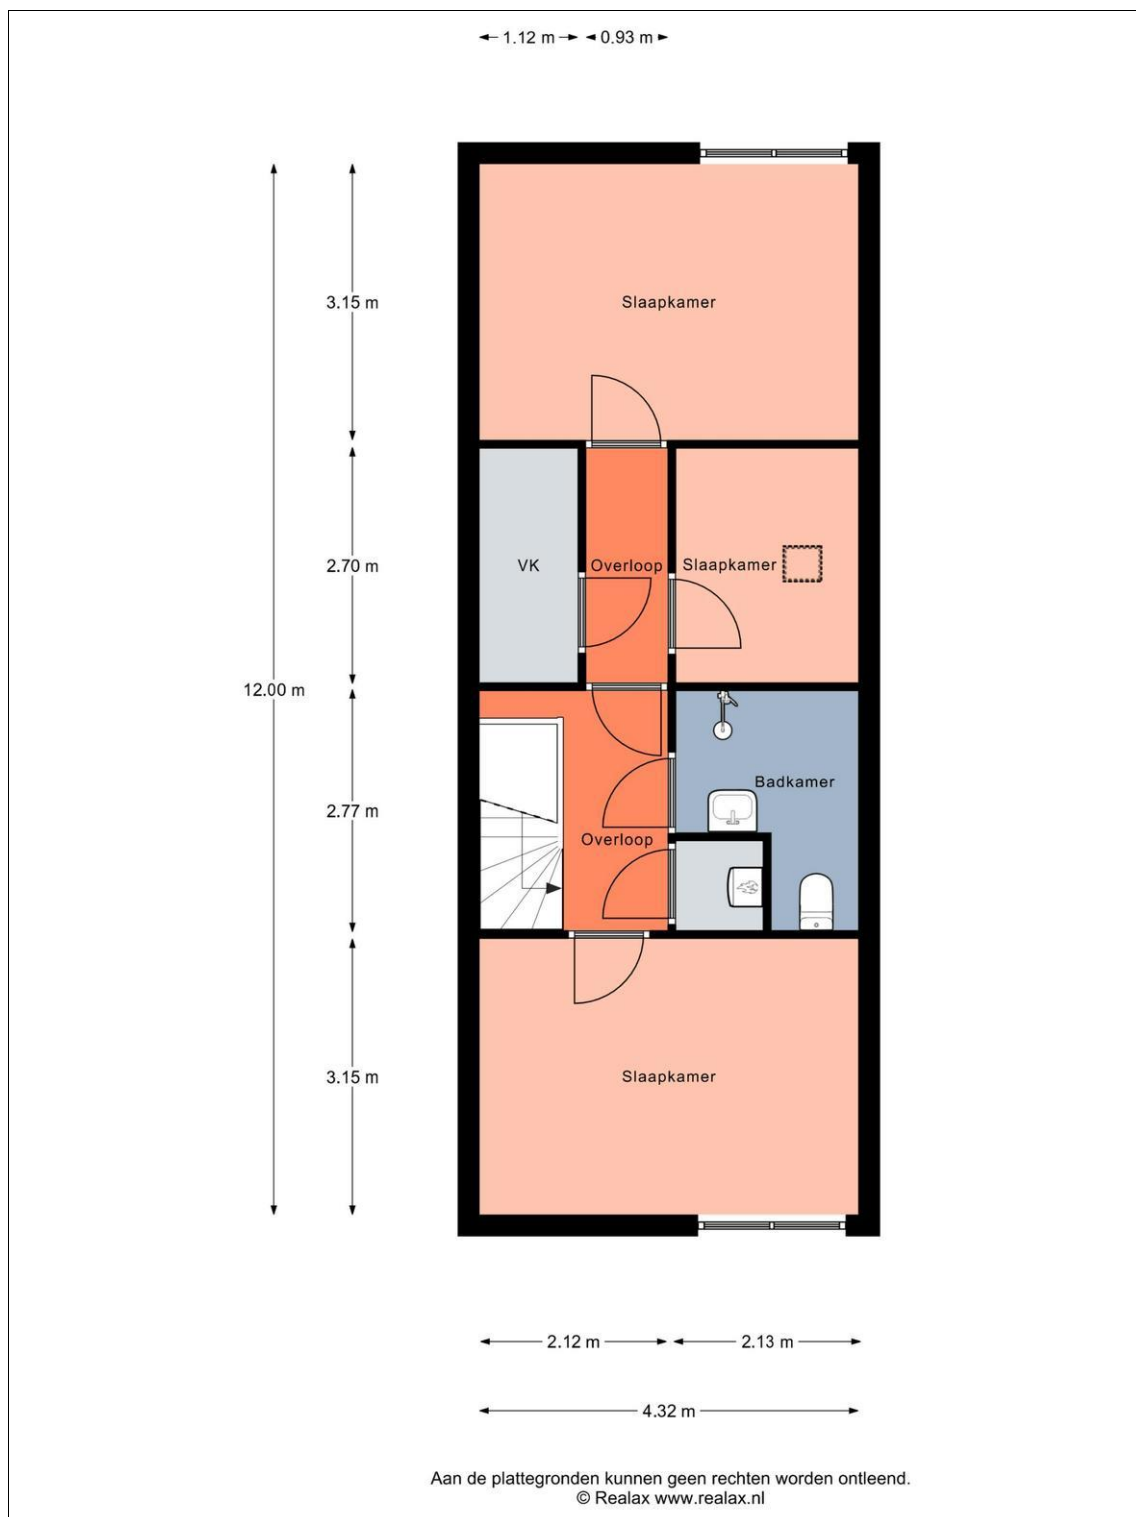 1.12 m 0.93 m
Slaapkamer
3.15 m
VK
Overloop
Slaapkamer
2.70 m
12.00 m
Badkamer
2.77 m
Overloop
Slaapkamer
3.15 m
2.12 m 2.13 m
4.32 m
Aan de plattegronden kunnen geen rechten worden ontleend.
© Realax www.realax.nl